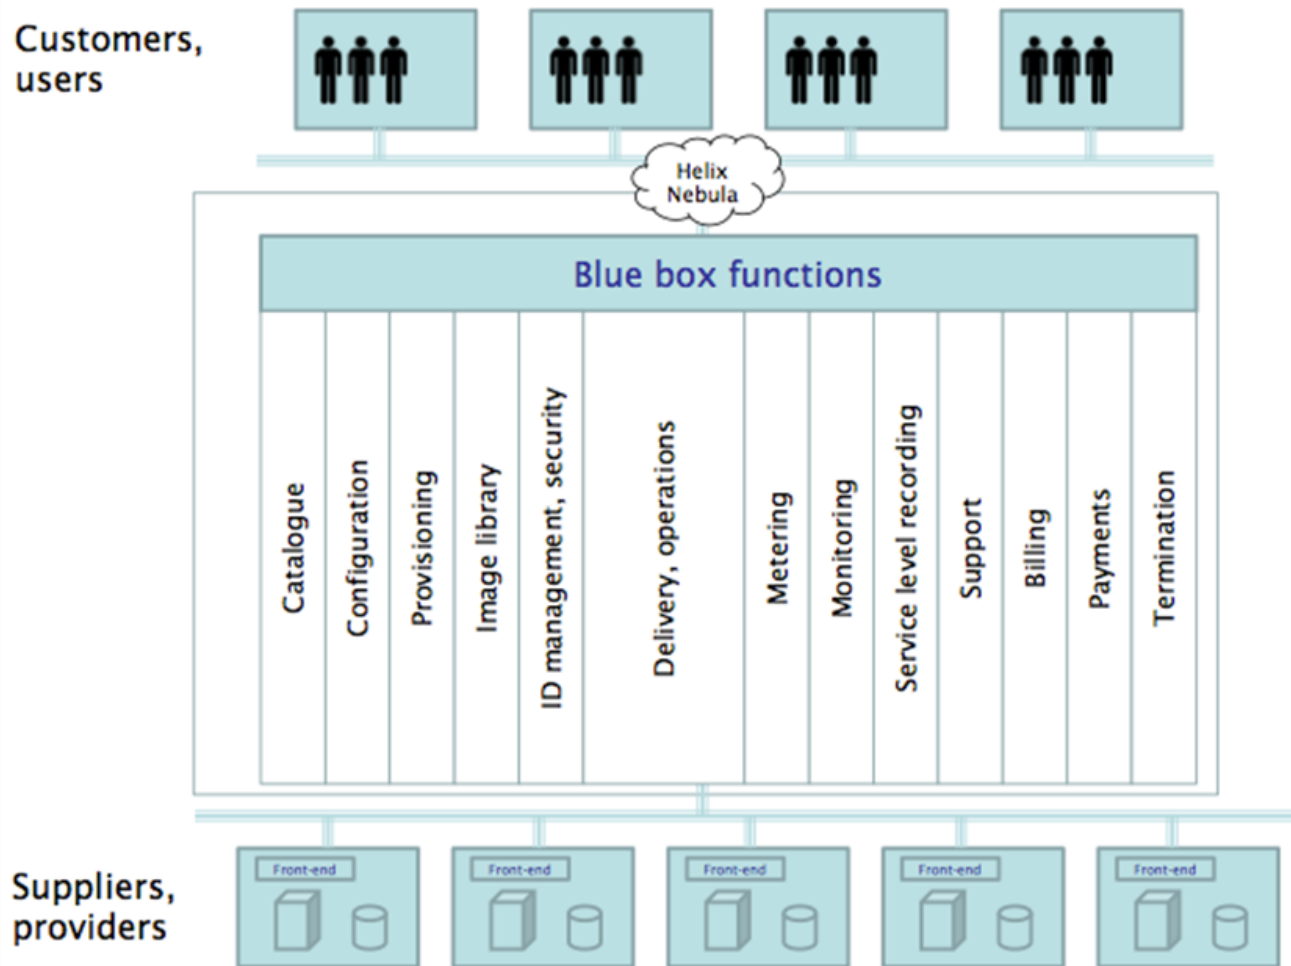 Customers,
users
Helix
Nebula
Blue box functions
Catalogue
Configuration
Provisioning
Image library
ID management, security
Delivery, operations
Metering
Monitoring
Service level recording
Support
Billing
Payments
Termination
Suppliers,
providers
Front-end
Front-end
Front-end
Front-end
Front-end